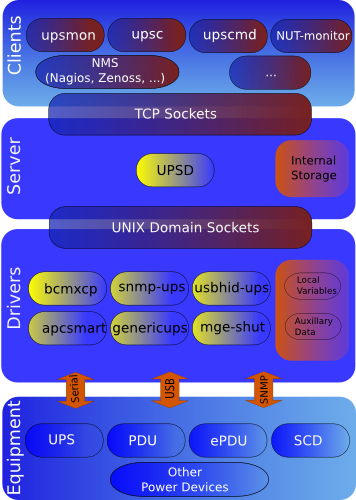 Clients
upsmon
upsc
upscmd
NUT-monitor
NMS
(Nagios, Zenoss, ...)
...
TCP Sockets
Server
UPSD
Internal
Storage
UNIX Domain Sockets
Drivers
bcmxcp
snmp-ups
usbhid-ups
Local
Variables
apcsmart
genericups
mge-shut
Auxillary
Data
Serial
USB
SNMP
Equipment
UPS
PDU
ePDU
SCD
Other
Power Devices